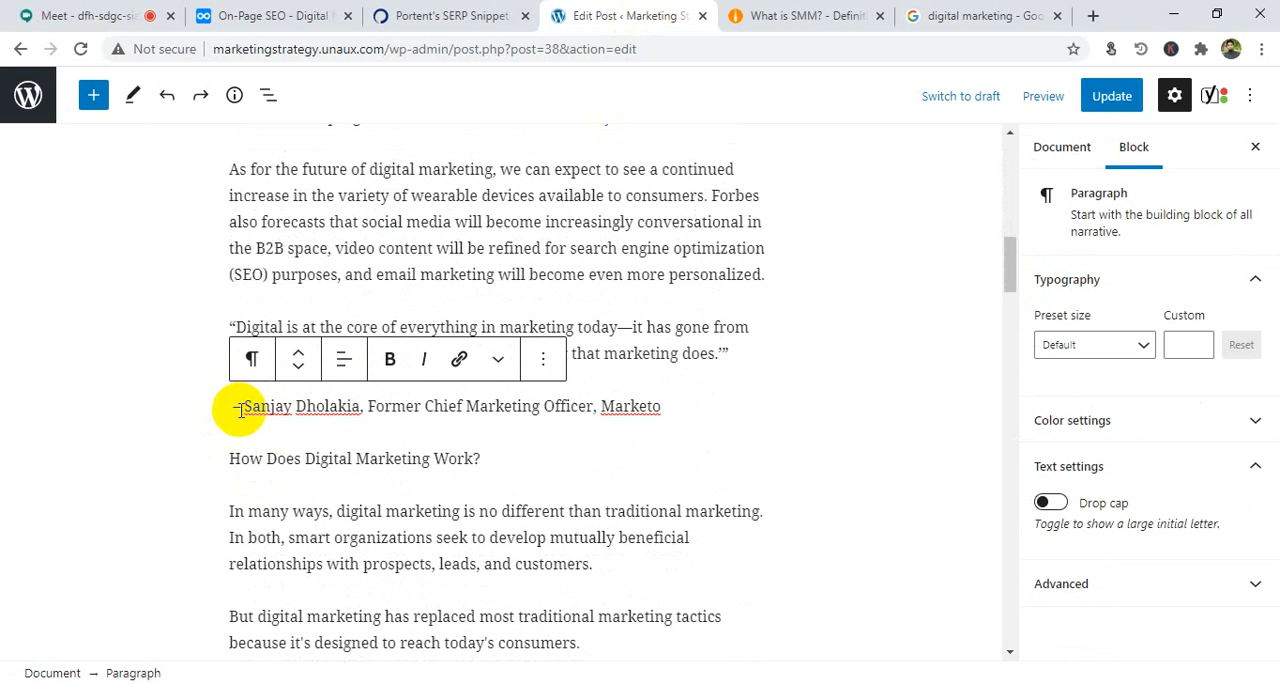 Meet - dfh-sdgc-si
On-Page SEO - Digital M
Portent's SERP Snippet
Edit Post ‹ Marketing St
What is SMM? - Definiti
digital marketing - Goo
Not secure
marketingstrategy.unaux.com/wp-admin/post.php?post=38&action=edit
Switch to draft
Preview
Update
As for the future of digital marketing, we can expect to see a continued
increase in the variety of wearable devices available to consumers. Forbes
also forecasts that social media will become increasingly conversational in
the B2B space, video content will be refined for search engine optimization
(SEO) purposes, and email marketing will become even more personalized.
“Digital is at the core of everything in marketing today—it has gone from
that marketing does.’”
B I
–Sanjay Dholakia, Former Chief Marketing Officer, Marketo
How Does Digital Marketing Work?
In many ways, digital marketing is no different than traditional marketing.
In both, smart organizations seek to develop mutually beneficial
relationships with prospects, leads, and customers.
But digital marketing has replaced most traditional marketing tactics
because it's designed to reach today's consumers.
Document
Block
Paragraph
Start with the building block of all
narrative.
Typography
Preset size
Custom
Default
Reset
Color settings
Text settings
Drop cap
Toggle to show a large initial letter.
Advanced
Document → Paragraph